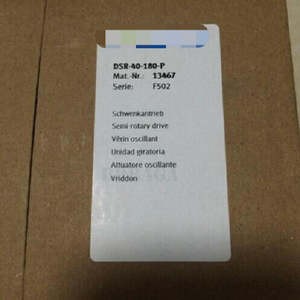 DSR-40-180-P
Mat.-Nr.: 13467
Serie: F502
Schwenkantrieb
Semi-rotary drive
Vérin oscillant
Unidad giratoria
Attuatore oscillante
Vriddon